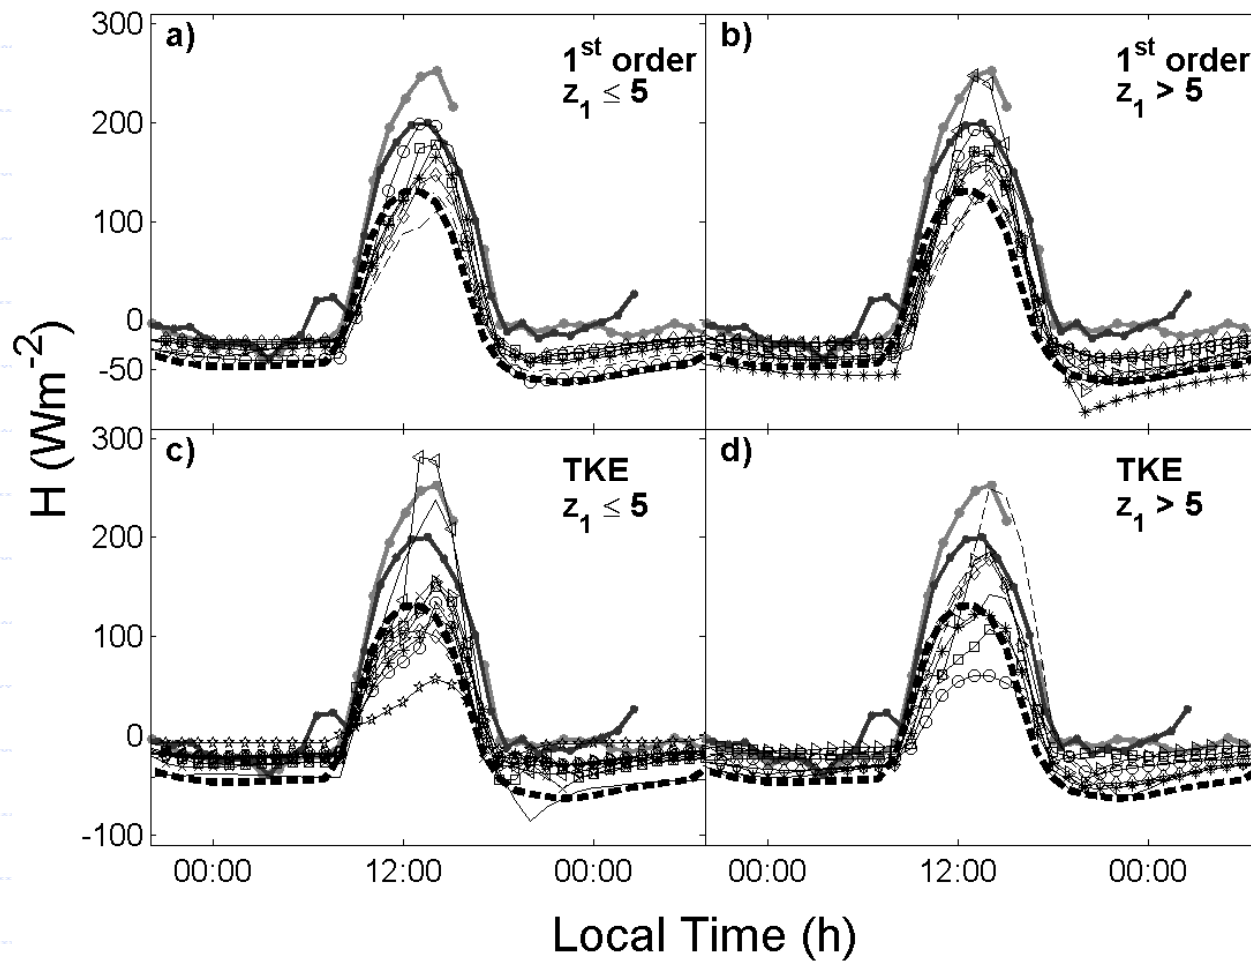 300
200
100
0
-50
a)
1st order
z1 ≤ 5
b)
1st order
z1 > 5
300
200
100
0
-100
c)
TKE
z1 ≤ 5
d)
TKE
z1 > 5
H (Wm-2)
00:00 12:00 00:00 00:00 12:00 00:00
Local Time (h)